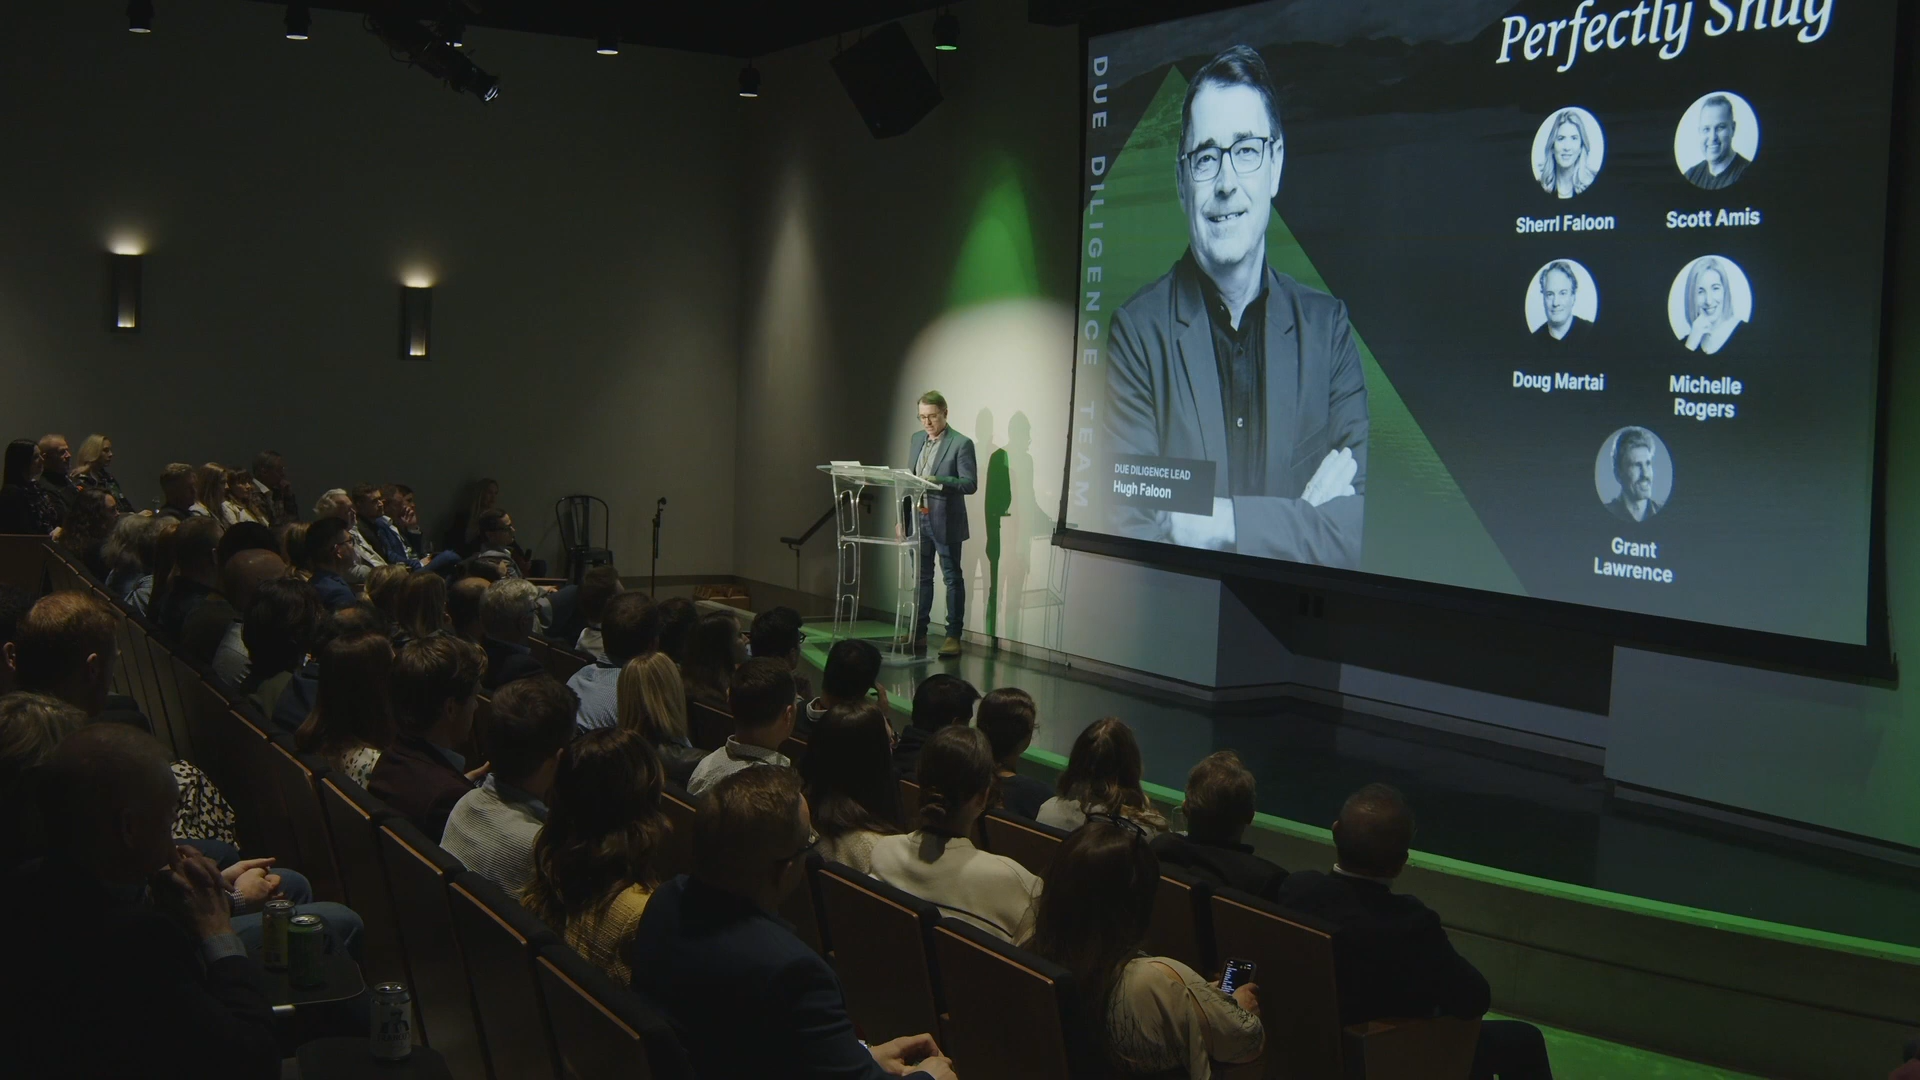 Perfectly Snug
DUE DILIGENCE TEAM
Sherrl Faloon
Scott Amis
Doug Martai
Michelle
Rogers
DUE DILIGENCE LEAD
Hugh Faloon
Grant
Lawrence